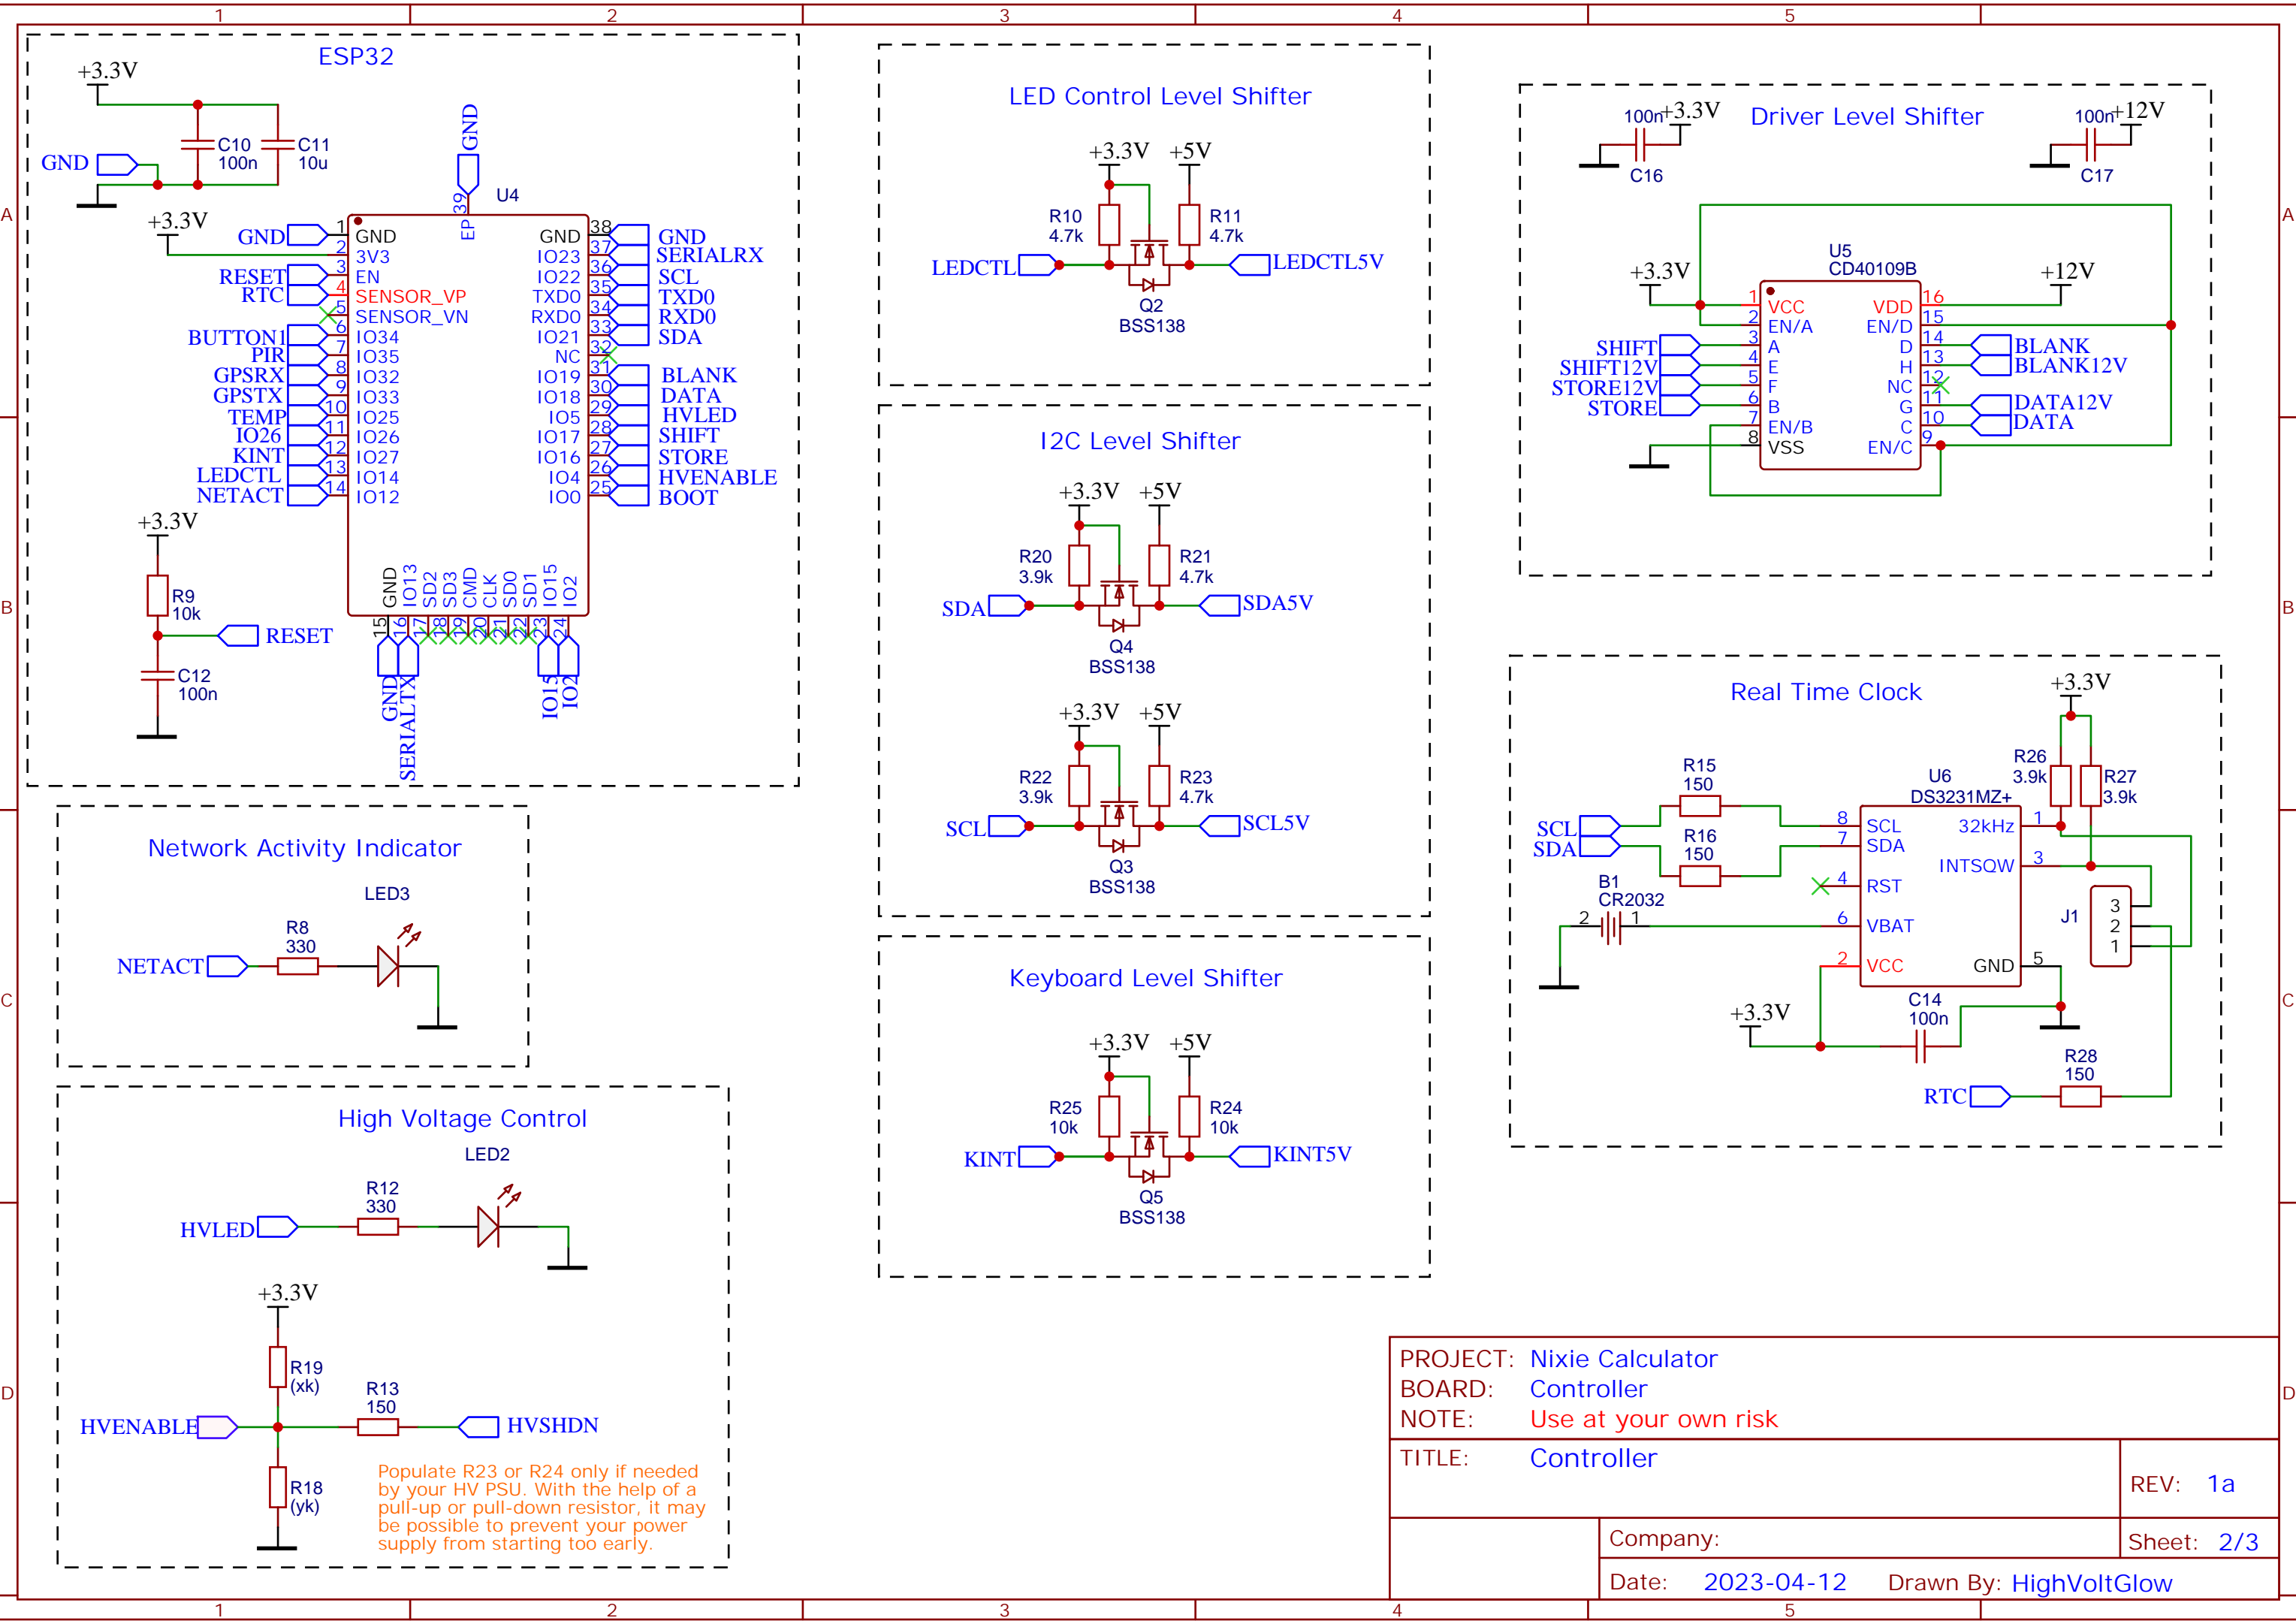 1 2 3 4 5
A
B
C
D
A
B
C
D
ESP32
+3.3V
C10
100n
C11
10u
GND
GND
U4
EP 39
+3.3V
GND 1 GND
2 3V3
RESET 3 EN
RTC 4 SENSOR_VP
5 SENSOR_VN
BUTTON1 6 IO34
PIR 7 IO35
GPSRX 8 IO32
GPSTX 9 IO33
TEMP 10 IO25
IO26 11 IO26
KINT 12 IO27
LEDCTL 13 IO14
NETACT 14 IO12
GND 38 GND
IO23 37 SERIALRX
IO22 36 SCL
TXD0 35 TXD0
RXD0 34 RXD0
IO21 33 SDA
NC 32
IO19 31 BLANK
IO18 30 DATA
IO5 29 HVLED
IO17 28 SHIFT
IO16 27 STORE
IO4 26 HVENABLE
IO0 25 BOOT
GND 15 GND
IO13 16 SERIALTX
SD2 17
SD3 18
CMD 19
CLK 20
SD0 21
SD1 22
IO15 23 IO15
IO2 24 IO2
+3.3V
R9
10k
RESET
C12
100n
Network Activity Indicator
LED3
R8
330
NETACT
High Voltage Control
LED2
R12
330
HVLED
+3.3V
R19
(xk)
R13
150
HVENABLE
HVSHDN
R18
(yk)
Populate R23 or R24 only if needed
by your HV PSU. With the help of a
pull-up or pull-down resistor, it may
be possible to prevent your power
supply from starting too early.
LED Control Level Shifter
+3.3V +5V
R10
4.7k
R11
4.7k
LEDCTL
LEDCTL5V
Q2
BSS138
I2C Level Shifter
+3.3V +5V
R20
3.9k
R21
4.7k
SDA
SDA5V
Q4
BSS138
+3.3V +5V
R22
3.9k
R23
4.7k
SCL
SCL5V
Q3
BSS138
Keyboard Level Shifter
+3.3V +5V
R25
10k
R24
10k
KINT
KINT5V
Q5
BSS138
Driver Level Shifter
100n
+3.3V
C16
100n
+12V
C17
U5
CD40109B
+3.3V
+12V
1 VCC
2 EN/A
SHIFT 3 A
SHIFT12V 4 E
STORE12V 5 F
STORE 6 B
7 EN/B
8 VSS
VDD 16
EN/D 15
D 14 BLANK
H 13 BLANK12V
NC 12
G 11 DATA12V
C 10 DATA
EN/C 9
Real Time Clock
+3.3V
R26
3.9k
R27
3.9k
R15
150
R16
150
SCL
SDA
U6
DS3231MZ+
8 SCL
7 SDA
4 RST
6 VBAT
2 VCC
32kHz 1
INTSQW 3
GND 5
B1
CR2032
2 1
J1
3
2
1
+3.3V
C14
100n
R28
150
RTC
PROJECT: Nixie Calculator
BOARD: Controller
NOTE: Use at your own risk
TITLE: Controller
REV: 1a
Company:
Sheet: 2/3
Date: 2023-04-12 Drawn By: HighVoltGlow
1 2 3 4 5